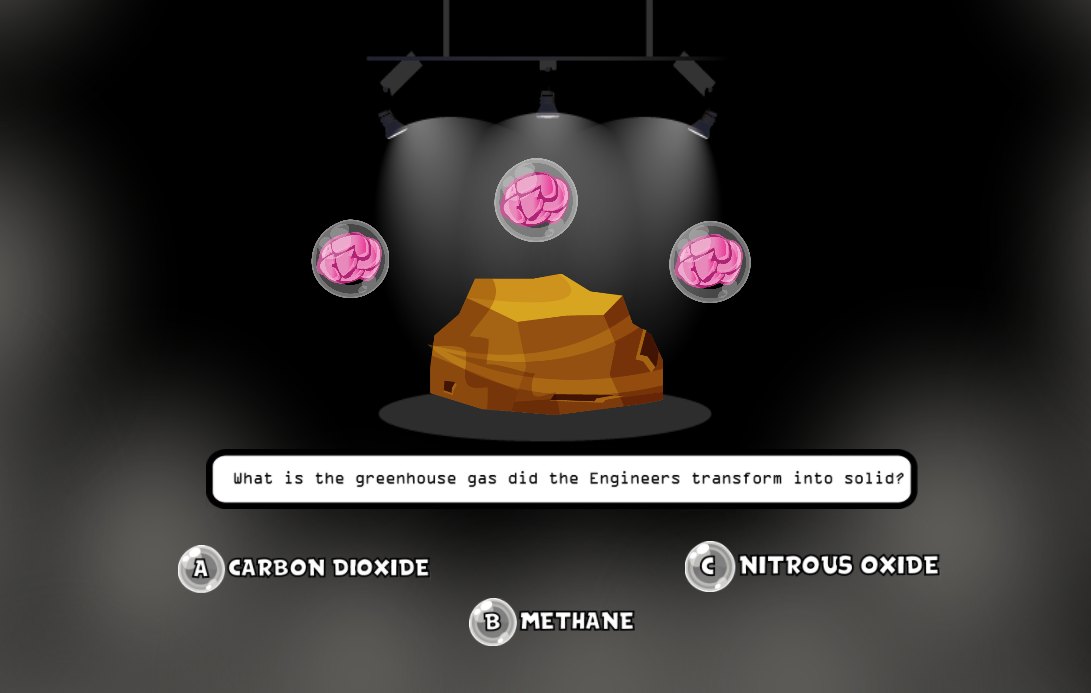 What is the greenhouse gas did the Engineers transform into solid?
A CARBON DIOXIDE
C NITROUS OXIDE
B METHANE